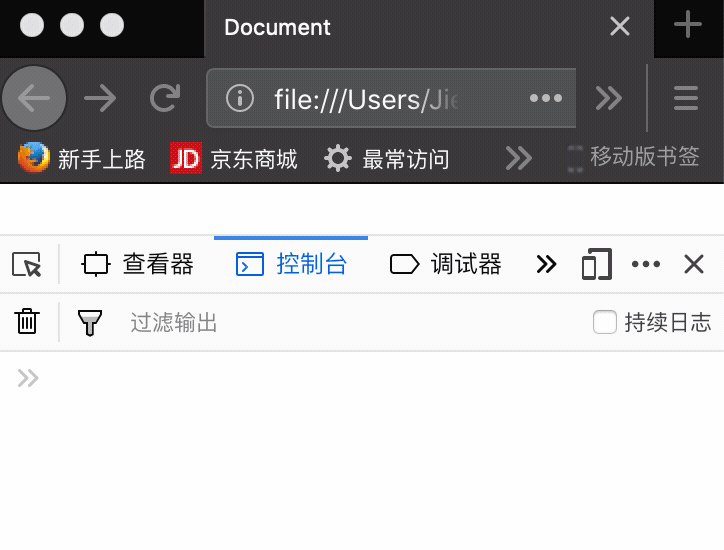 Document
file:///Users/Jie
新手上路 JD 京东商城 最常访问 移动版书签
查看器 控制台 调试器
过滤输出 持续日志